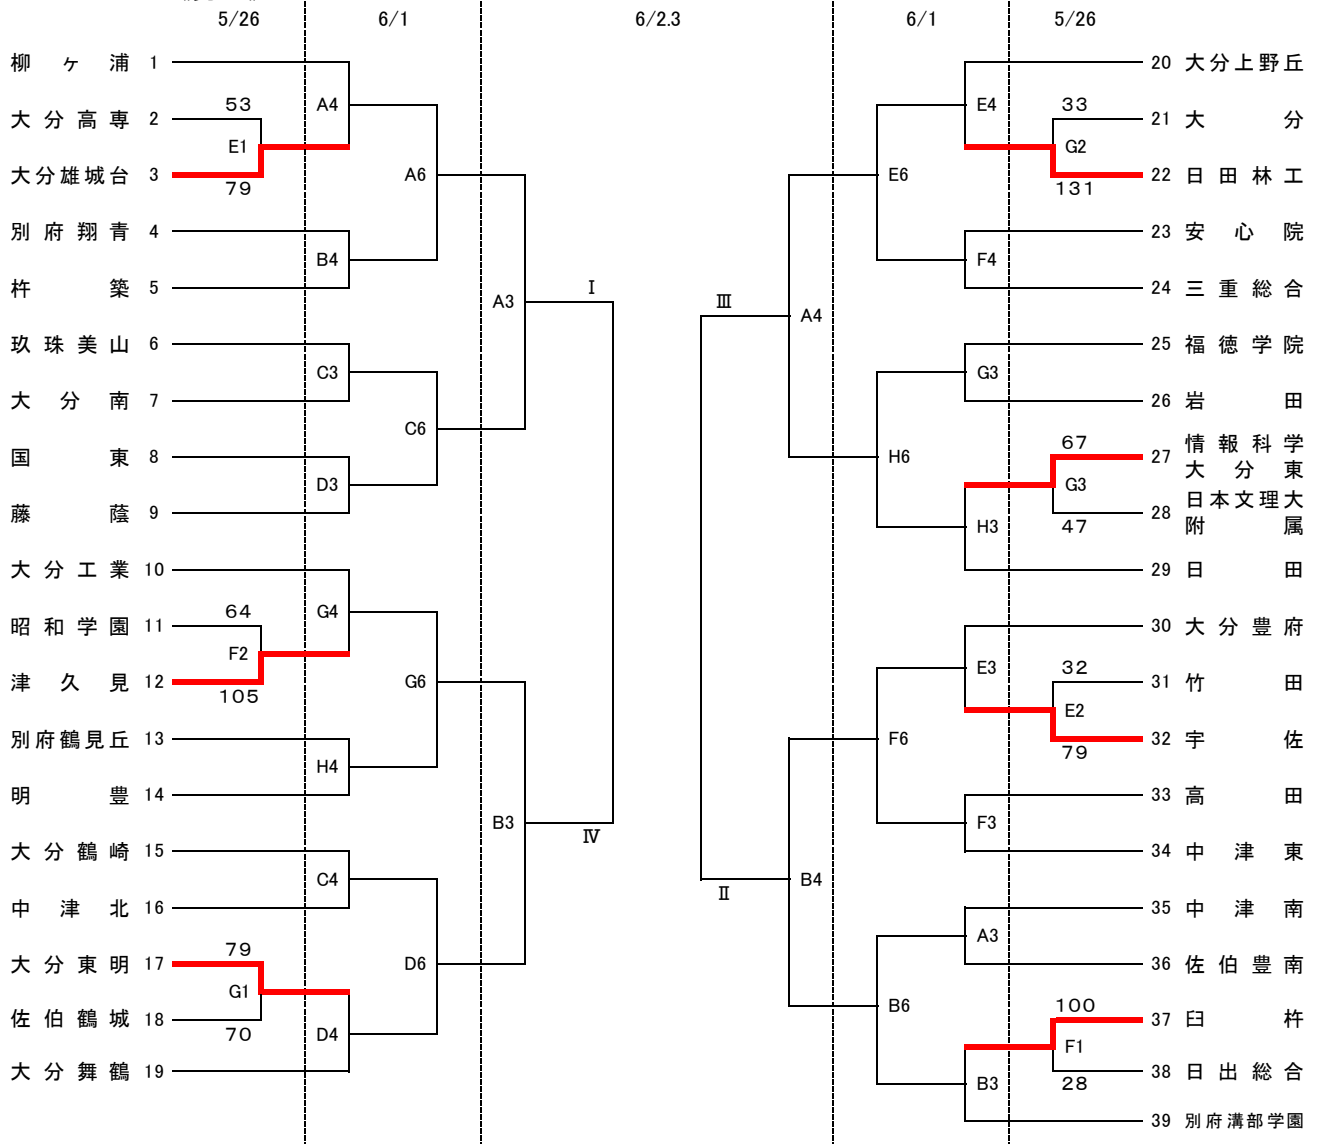 5/26 6/1 6/2.3 6/1 5/26
柳ヶ浦 1
53
大分高専 2
E1
大分雄城台 3
79
A4
別府翔青 4
B4
杵築 5
A6
玖珠美山 6
C3
大分南 7
国東 8
D3
藤蔭 9
C6
A3
Ⅰ
大分工業 10
64
昭和学園 11
F2
津久見 12
105
G4
別府鶴見丘 13
H4
明豊 14
G6
大分鶴崎 15
C4
中津北 16
79
大分東明 17
G1
佐伯鶴城 18
70
D4
大分舞鶴 19
D6
B3
Ⅳ
20 大分上野丘
E4
33
21 大分
G2
22 日田林工
131
E6
23 安心院
F4
24 三重総合
Ⅲ
A4
25 福徳学院
G3
26 岩田
H6
67
27 情報科学
大分東
G3
28 日本文理大
附属
47
H3
29 日田
30 大分豊府
E3
32
31 竹田
E2
32 宇佐
79
F6
33 高田
F3
34 中津東
Ⅱ
B4
35 中津南
A3
36 佐伯豊南
B6
100
37 臼杵
F1
38 日出総合
28
B3
39 別府溝部学園